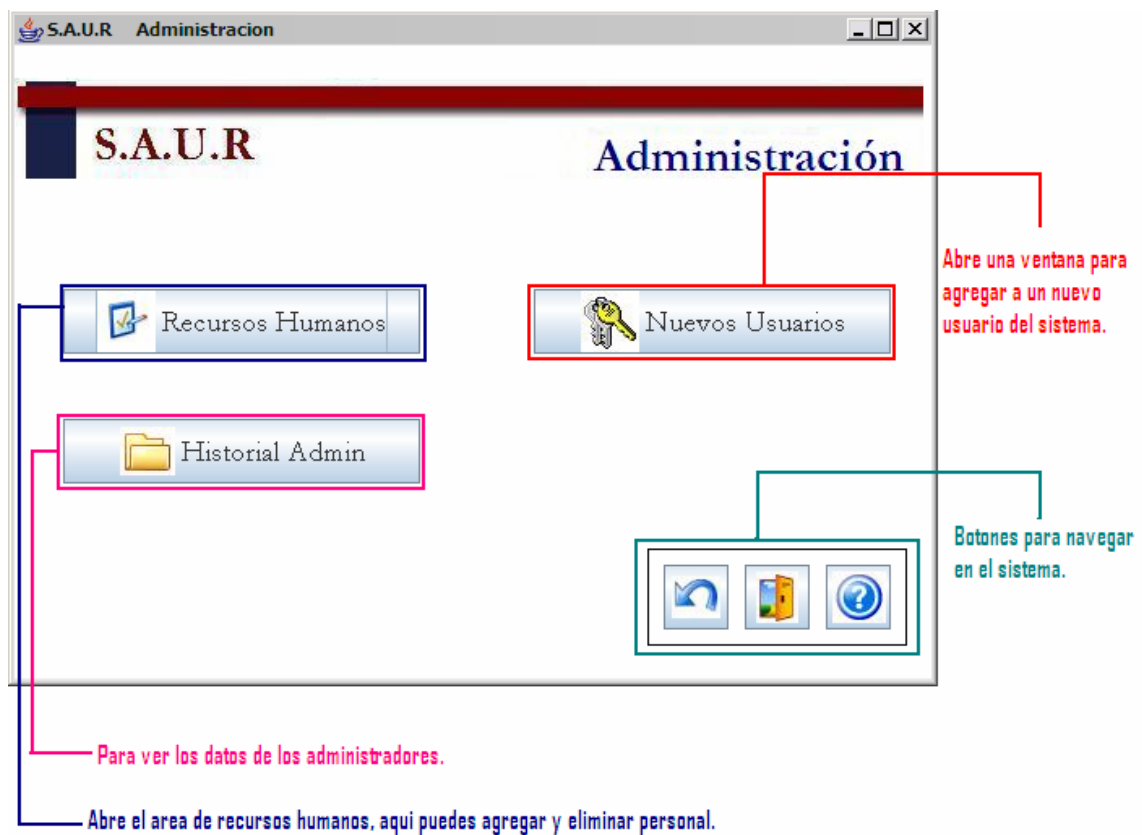 S.A.U.R Administracion
S.A.U.R
Administración
Abre una ventana para
agregar a un nuevo
usuario del sistema.
Recursos Humanos
Nuevos Usuarios
Historial Admin
Botones para navegar
en el sistema.
Para ver los datos de los administradores.
Abre el area de recursos humanos, aqui puedes agregar y eliminar personal.